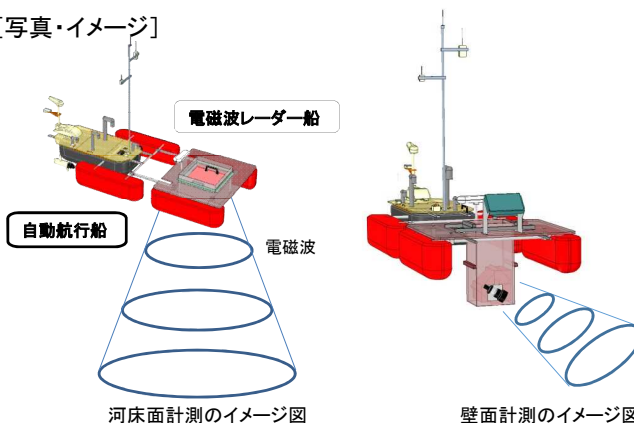 [写真・イメージ]
電磁波レーダー船
自動航行船
電磁波
河床面計測のイメージ図
壁面計測のイメージ図